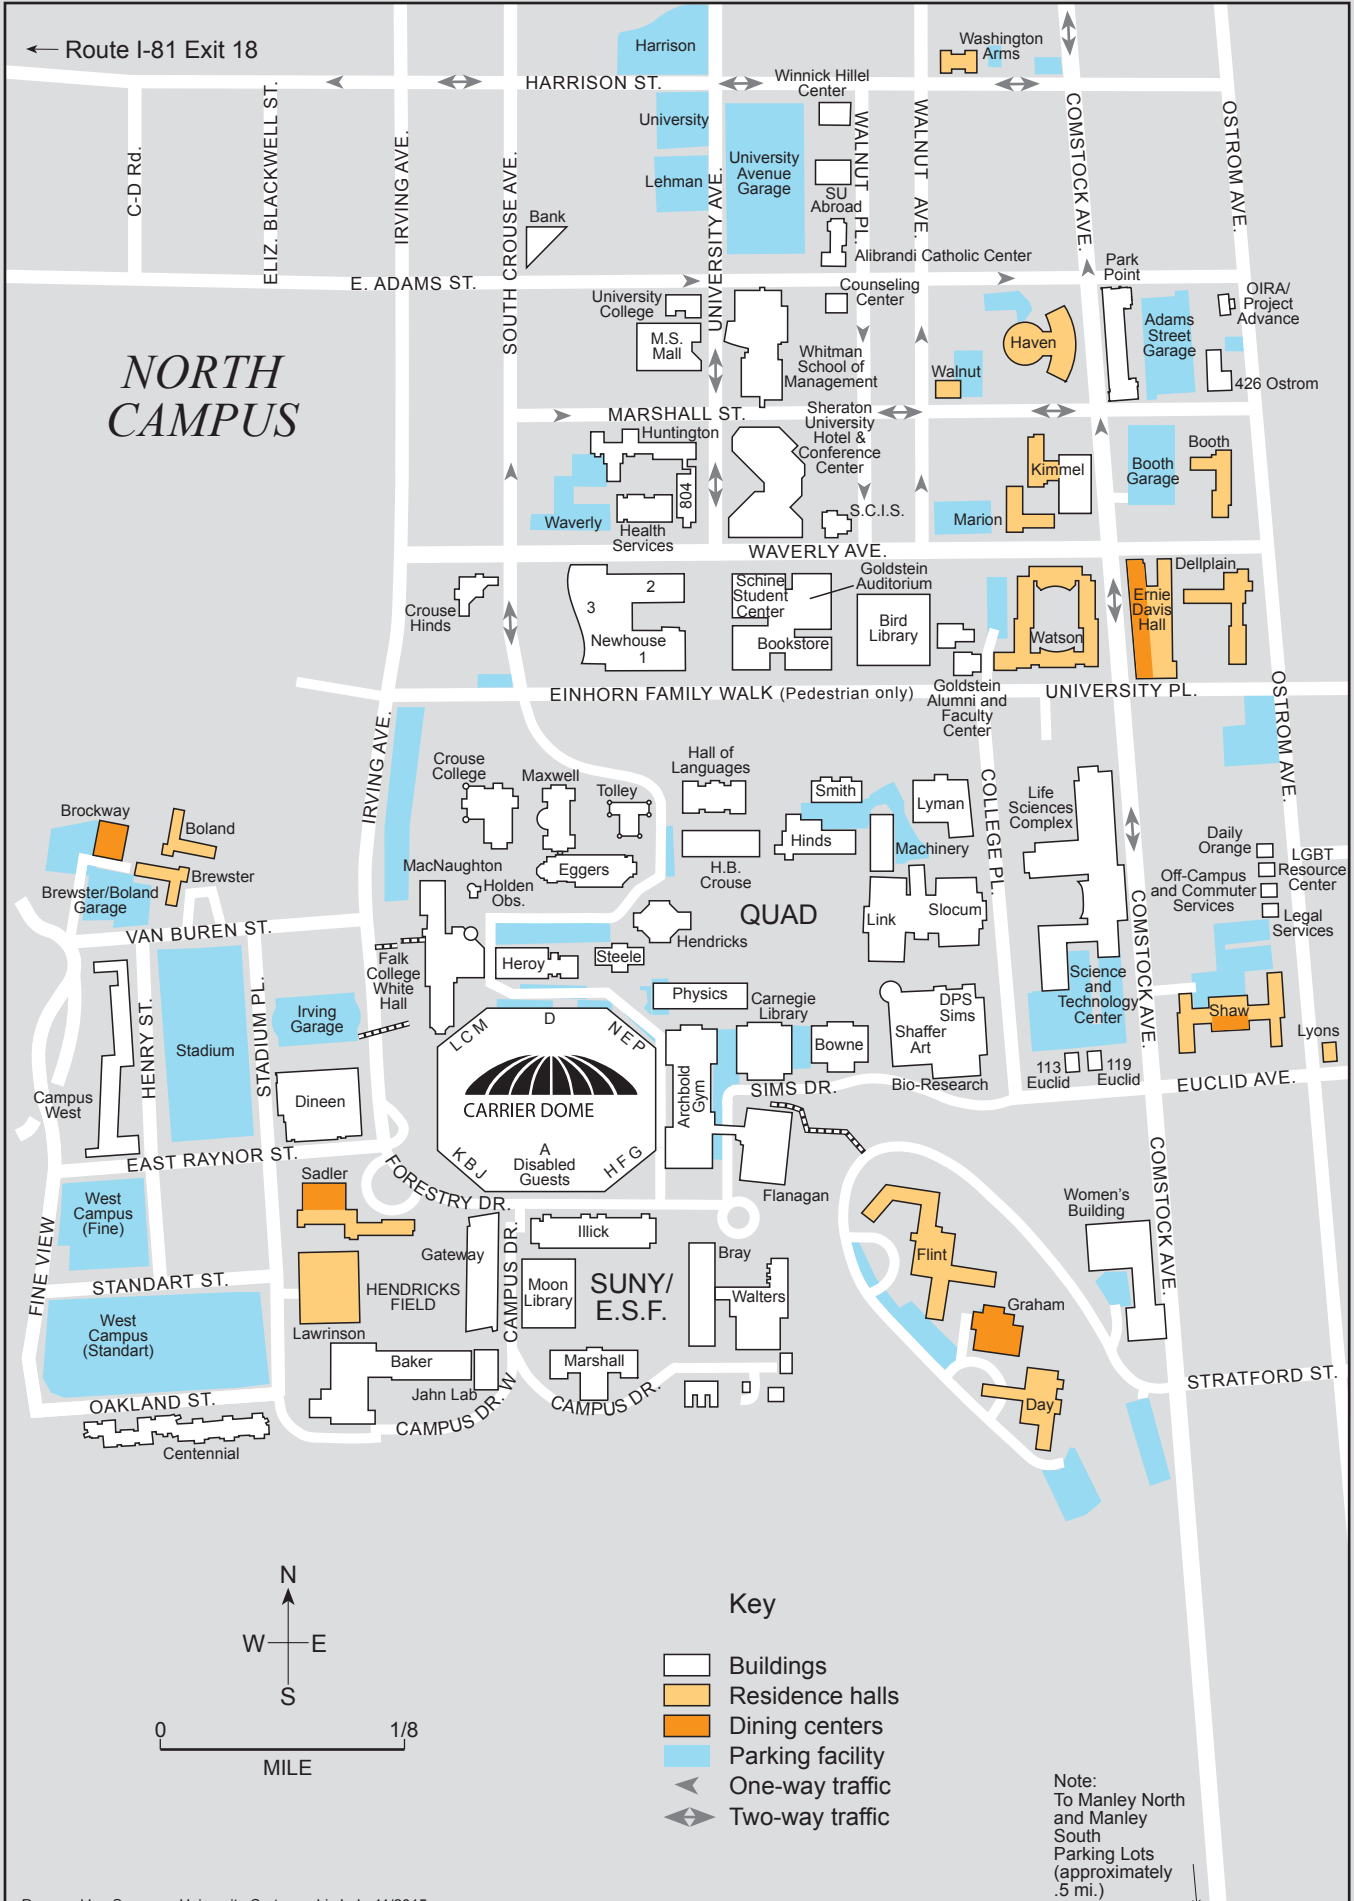 Route I-81 Exit 18
Harrison
Washington
Arms
HARRISON ST.
Winnick Hillel
Center
C-D Rd.
ELIZ. BLACKWELL ST.
IRVING AVE.
SOUTH CROUSE AVE.
UNIVERSITY AVE.
WALNUT PL.
WALNUT AVE.
COMSTOCK AVE.
OSTROM AVE.
University
Lehman
University
Avenue
Garage
SU
Abroad
Bank
Alibrandi Catholic Center
E. ADAMS ST.
University
College
Counseling
Center
Park
Point
OIRA/
Project
Advance
M.S.
Mall
Whitman
School of
Management
Haven
Adams
Street
Garage
Walnut
426 Ostrom
NORTH
CAMPUS
MARSHALL ST.
Sheraton
University
Hotel &
Conference
Center
Huntington
804
Waverly
Health
Services
S.C.I.S.
Kimmel
Marion
Booth
Garage
Booth
WAVERLY AVE.
Crouse
Hinds
2
3
Newhouse
1
Schine
Student
Center
Goldstein
Auditorium
Bookstore
Bird
Library
Watson
Ernie
Davis
Hall
Dellplain
EINHORN FAMILY WALK (Pedestrian only)
Goldstein
Alumni and
Faculty
Center
UNIVERSITY PL.
OSTROM AVE.
IRVING AVE.
Crouse
College
Maxwell
Tolley
Hall of
Languages
Smith
Lyman
COLLEGE PL.
Life
Sciences
Complex
Brockway
Boland
Brewster
Brewster/Boland
Garage
MacNaughton
Holden
Obs.
Eggers
H.B.
Crouse
Hinds
Machinery
Daily
Orange
LGBT
Resource
Center
Off-Campus
and Commuter
Services
Legal
Services
VAN BUREN ST.
Hendricks
QUAD
Link
Slocum
COMSTOCK AVE.
Falk
College
White
Hall
Heroy
Steele
Physics
Carnegie
Library
Bowne
DPS
Sims
Shaffer
Art
Bio-Research
Science
and
Technology
Center
Shaw
Lyons
Irving
Garage
Stadium
HENRY ST.
STADIUM PL.
LCM
D
NEP
CARRIER DOME
KBJ
A
Disabled
Guests
HFG
Archbold
Gym
SIMS DR.
113
Euclid
119
Euclid
EUCLID AVE.
Campus
West
Dineen
EAST RAYNOR ST.
Flanagan
Sadler
FORESTRY DR.
West
Campus
(Fine)
FINE VIEW
Women's
Building
COMSTOCK AVE.
Illick
Gateway
CAMPUS DR.
Bray
Flint
STANDART ST.
HENDRICKS
FIELD
Moon
Library
SUNY/
E.S.F.
Walters
Graham
West
Campus
(Standart)
Lawrinson
Baker
Jahn Lab
Marshall
Day
STRATFORD ST.
OAKLAND ST.
CAMPUS DR. W
CAMPUS DR.
Centennial
N
W E
S
0 1/8
MILE
Key
Buildings
Residence halls
Dining centers
Parking facility
One-way traffic
Two-way traffic
Note:
To Manley North
and Manley
South
Parking Lots
(approximately
.5 mi.)